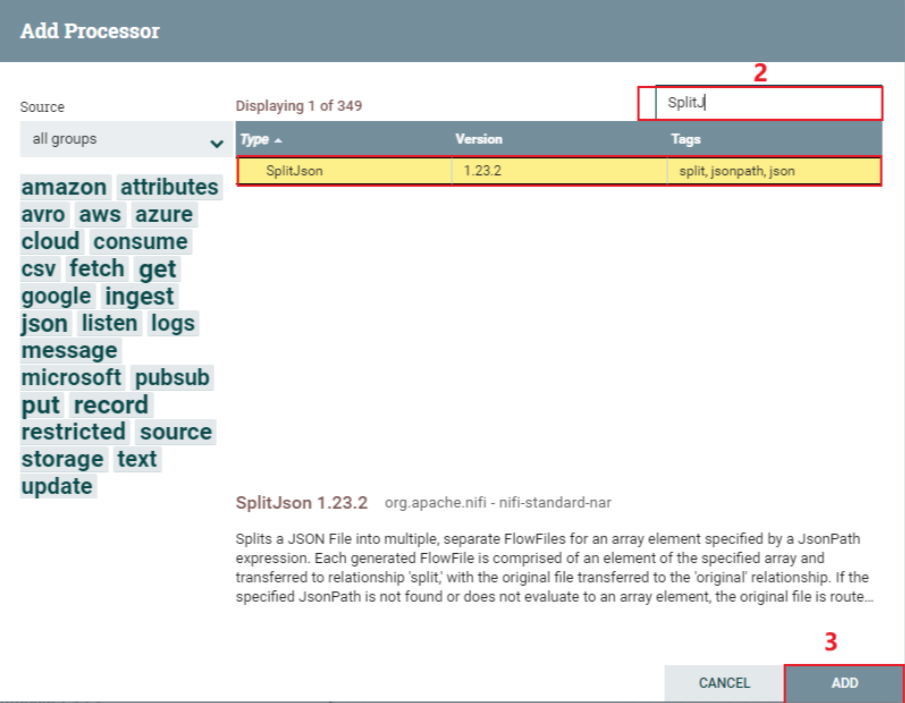 Add Processor
2
Source
Displaying 1 of 349
SplitJ
all groups
Type
Version
Tags
SplitJson
1.23.2
split, jsonpath, json
amazon attributes
avro aws azure
cloud consume
csv fetch get
google ingest
json listen logs
message
microsoft pubsub
put record
restricted source
storage text
update
SplitJson 1.23.2 org.apache.nifi - nifi-standard-nar
Splits a JSON File into multiple, separate FlowFiles for an array element specified by a JsonPath
expression. Each generated FlowFile is comprised of an element of the specified array and
transferred to relationship 'split,' with the original file transferred to the 'original' relationship. If the
specified JsonPath is not found or does not evaluate to an array element, the original file is route...
3
CANCEL
ADD